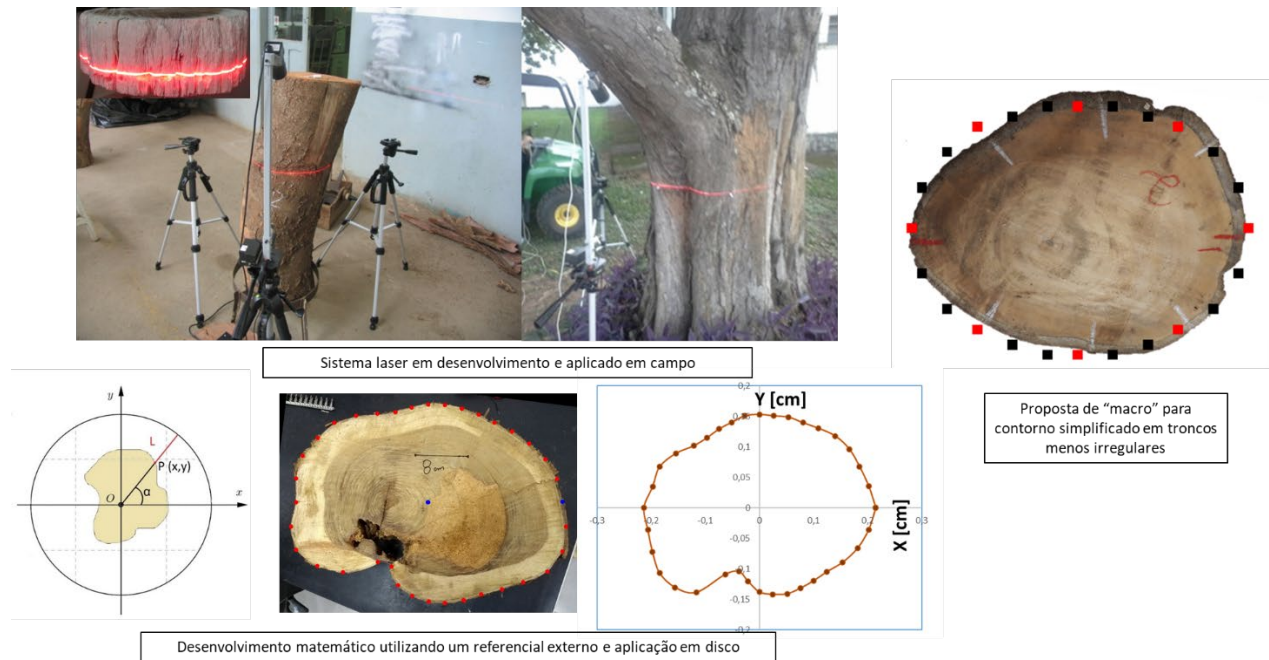 Sistema laser em desenvolvimento e aplicado em campo
Proposta de “macro” para
contorno simplificado em troncos
menos irregulares
y
L
P (x,y)
α
O
x
8cm
Y [cm]
X [cm]
0,2
0,15
0,1
0,05
0
-0,05
-0,1
-0,15
-0,2
-0,3
-0,2
-0,1
0
0,1
0,2
0,3
Desenvolvimento matemático utilizando um referencial externo e aplicação em disco